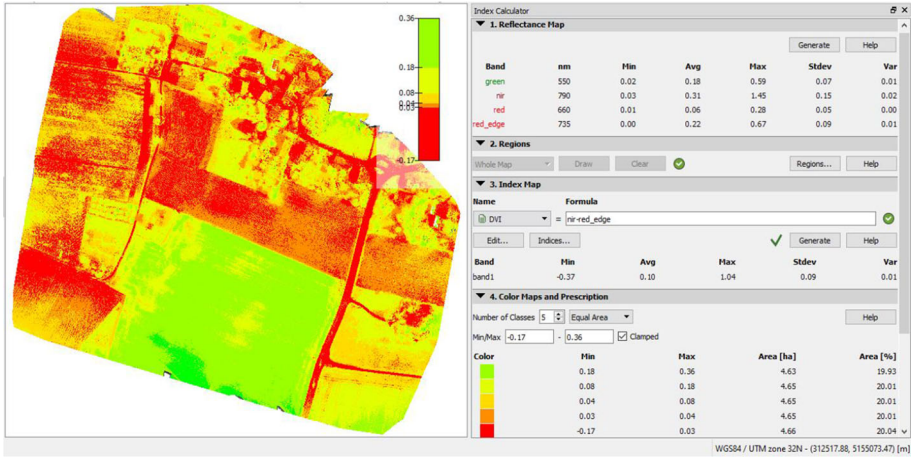 Index Calculator
0.36
0.18
0.08
0.04
0.03
-0.17
1. Reflectance Map
Generate Help
Band nm Min Avg Max Stdev Var
green 550 0.02 0.18 0.59 0.07 0.01
nir 790 0.03 0.31 1.45 0.15 0.02
red 660 0.01 0.06 0.28 0.05 0.00
red_edge 735 0.00 0.22 0.67 0.09 0.01
2. Regions
Whole Map Draw Clear Regions... Help
3. Index Map
Name Formula
DVI = nir-red_edge
Edit... Indices... Generate Help
Band Min Avg Max Stdev Var
band1 -0.37 0.10 1.04 0.09 0.01
4. Color Maps and Prescription
Number of Classes 5 Equal Area Help
Min/Max -0.17 - 0.36 Clamped
Color Min Max Area [ha] Area [%]
0.18 0.36 4.63 19.93
0.08 0.18 4.65 20.01
0.04 0.08 4.65 20.01
0.03 0.04 4.65 20.01
-0.17 0.03 4.66 20.04
WGS84 / UTM zone 32N - (312517.88, 5155073.47) [m]